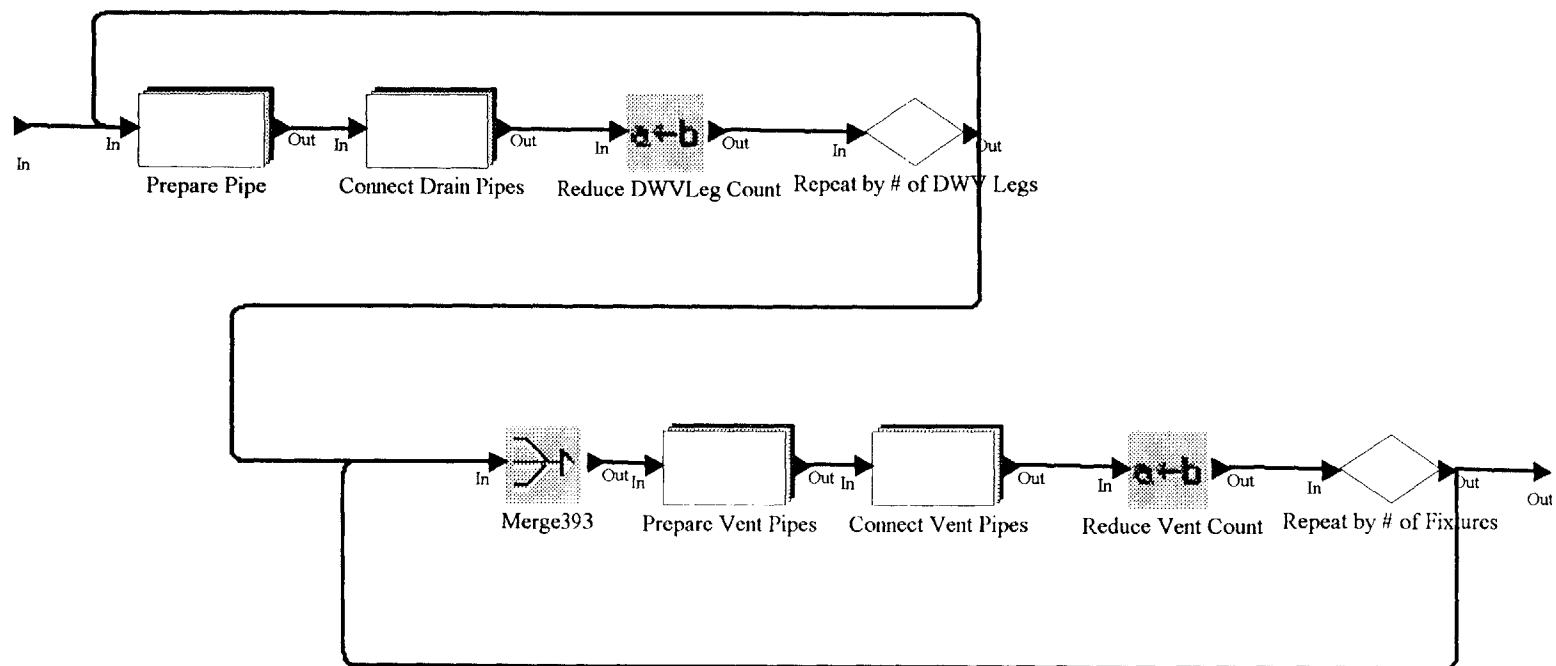 In
In
Out
In
Out
In
a←b
Out
In
Out
Prepare Pipe
Connect Drain Pipes
Reduce DWVLeg Count
Repeat by # of DWV Legs
In
Out
In
Out
In
Out
In
a←b
Out
In
Out
Out
Merge393
Prepare Vent Pipes
Connect Vent Pipes
Reduce Vent Count
Repeat by # of Fixtures